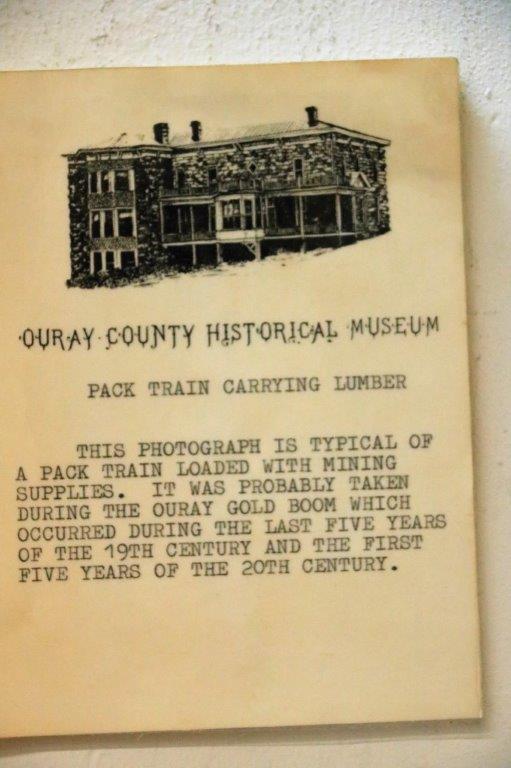 OURAY COUNTY HISTORICAL MUSEUM
PACK TRAIN CARRYING LUMBER
THIS PHOTOGRAPH IS TYPICAL OF
A PACK TRAIN LOADED WITH MINING
SUPPLIES. IT WAS PROBABLY TAKEN
DURING THE OURAY GOLD BOOM WHICH
OCCURRED DURING THE LAST FIVE YEARS
OF THE 19TH CENTURY AND THE FIRST
FIVE YEARS OF THE 20TH CENTURY.